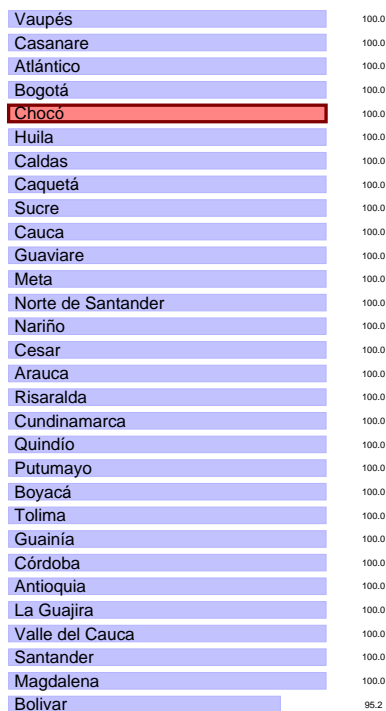 Vaupés 100.0
Casanare 100.0
Atlántico 100.0
Bogotá 100.0
Chocó 100.0
Huila 100.0
Caldas 100.0
Caquetá 100.0
Sucre 100.0
Cauca 100.0
Guaviare 100.0
Meta 100.0
Norte de Santander 100.0
Nariño 100.0
Cesar 100.0
Arauca 100.0
Risaralda 100.0
Cundinamarca 100.0
Quindío 100.0
Putumayo 100.0
Boyacá 100.0
Tolima 100.0
Guainía 100.0
Córdoba 100.0
Antioquia 100.0
La Guajira 100.0
Valle del Cauca 100.0
Santander 100.0
Magdalena 100.0
Bolivar 95.2